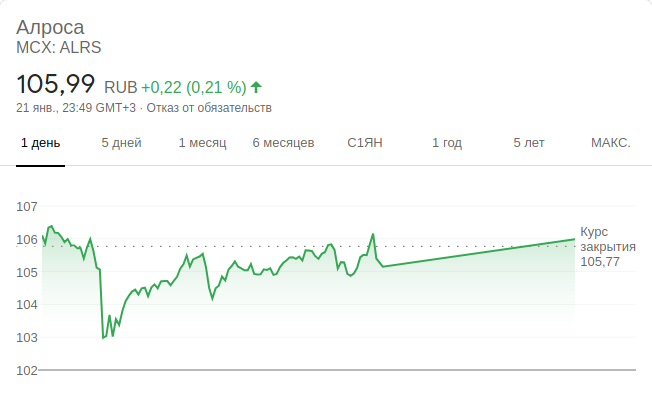 Алроса
MCX: ALRS
105,99 RUB +0,22 (0,21 %)
21 янв., 23:49 GMT+3 · Отказ от обязательств
1 день 5 дней 1 месяц 6 месяцев С1ЯН 1 год 5 лет МАКС.
107
106
105
104
103
102
Курс
закрытия
105,77